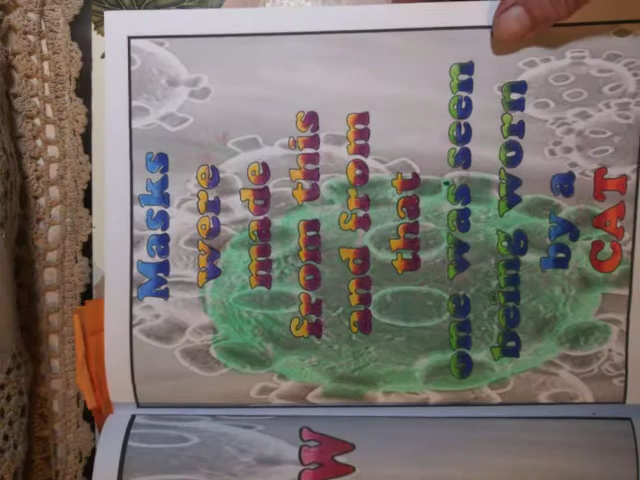 Masks
were
made
from this
and from
that
one was seen
being worn
by a
CAT
W